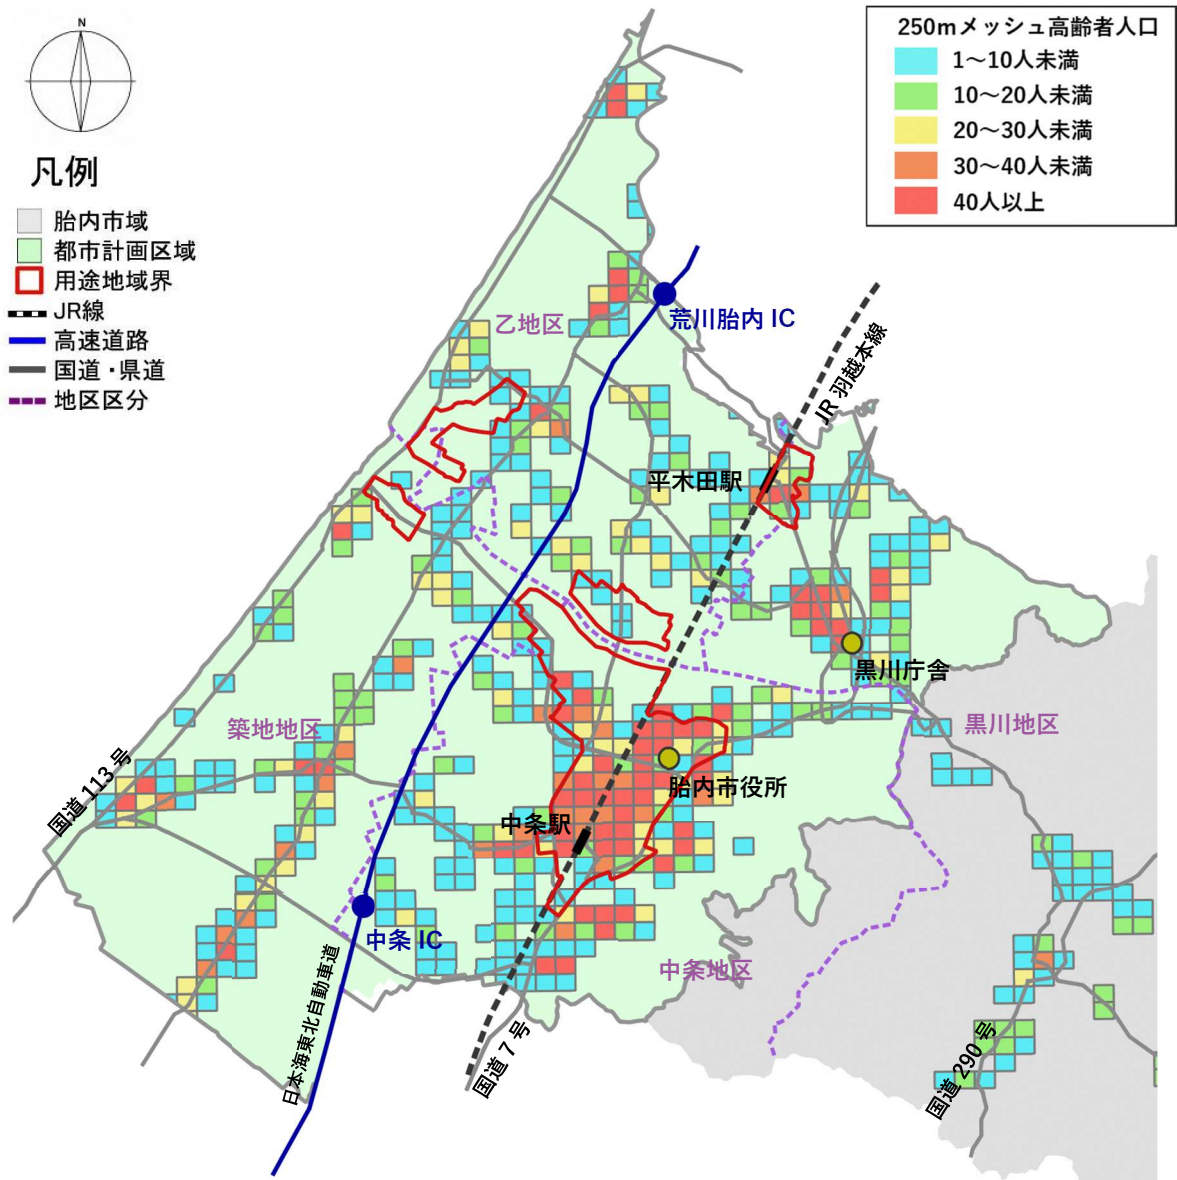 N
凡例
胎内市域
都市計画区域
用途地域界
JR線
高速道路
国道・県道
地区区分
250mメッシュ高齢者人口
1～10人未満
10～20人未満
20～30人未満
30～40人未満
40人以上
乙地区
荒川胎内 IC
JR 羽越本線
平木田駅
黒川庁舎
黒川地区
築地地区
国道 113 号
胎内市役所
中条駅
中条 IC
中条地区
日本海東北自動車道
国道 7 号
国道 290 号